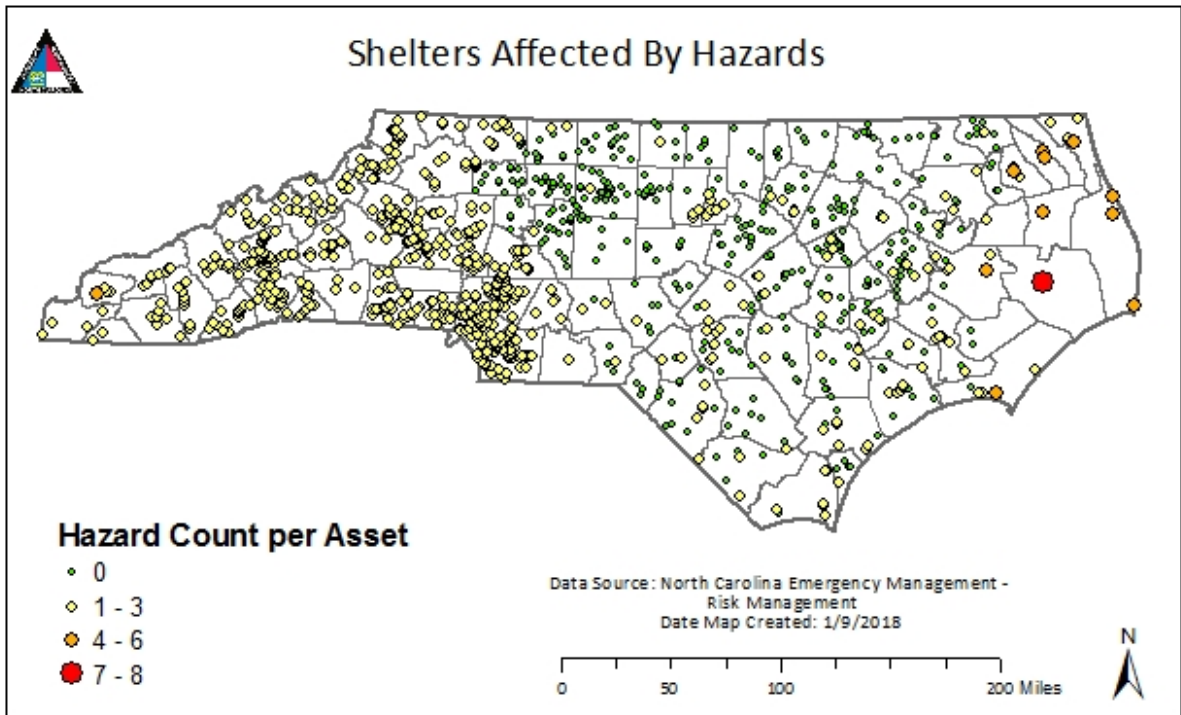 Shelters Affected By Hazards
Hazard Count per Asset
0
1 - 3
4 - 6
7 - 8
Data Source: North Carolina Emergency Management -
Risk Management
Date Map Created: 1/9/2018
N
0 50 100 200 Miles